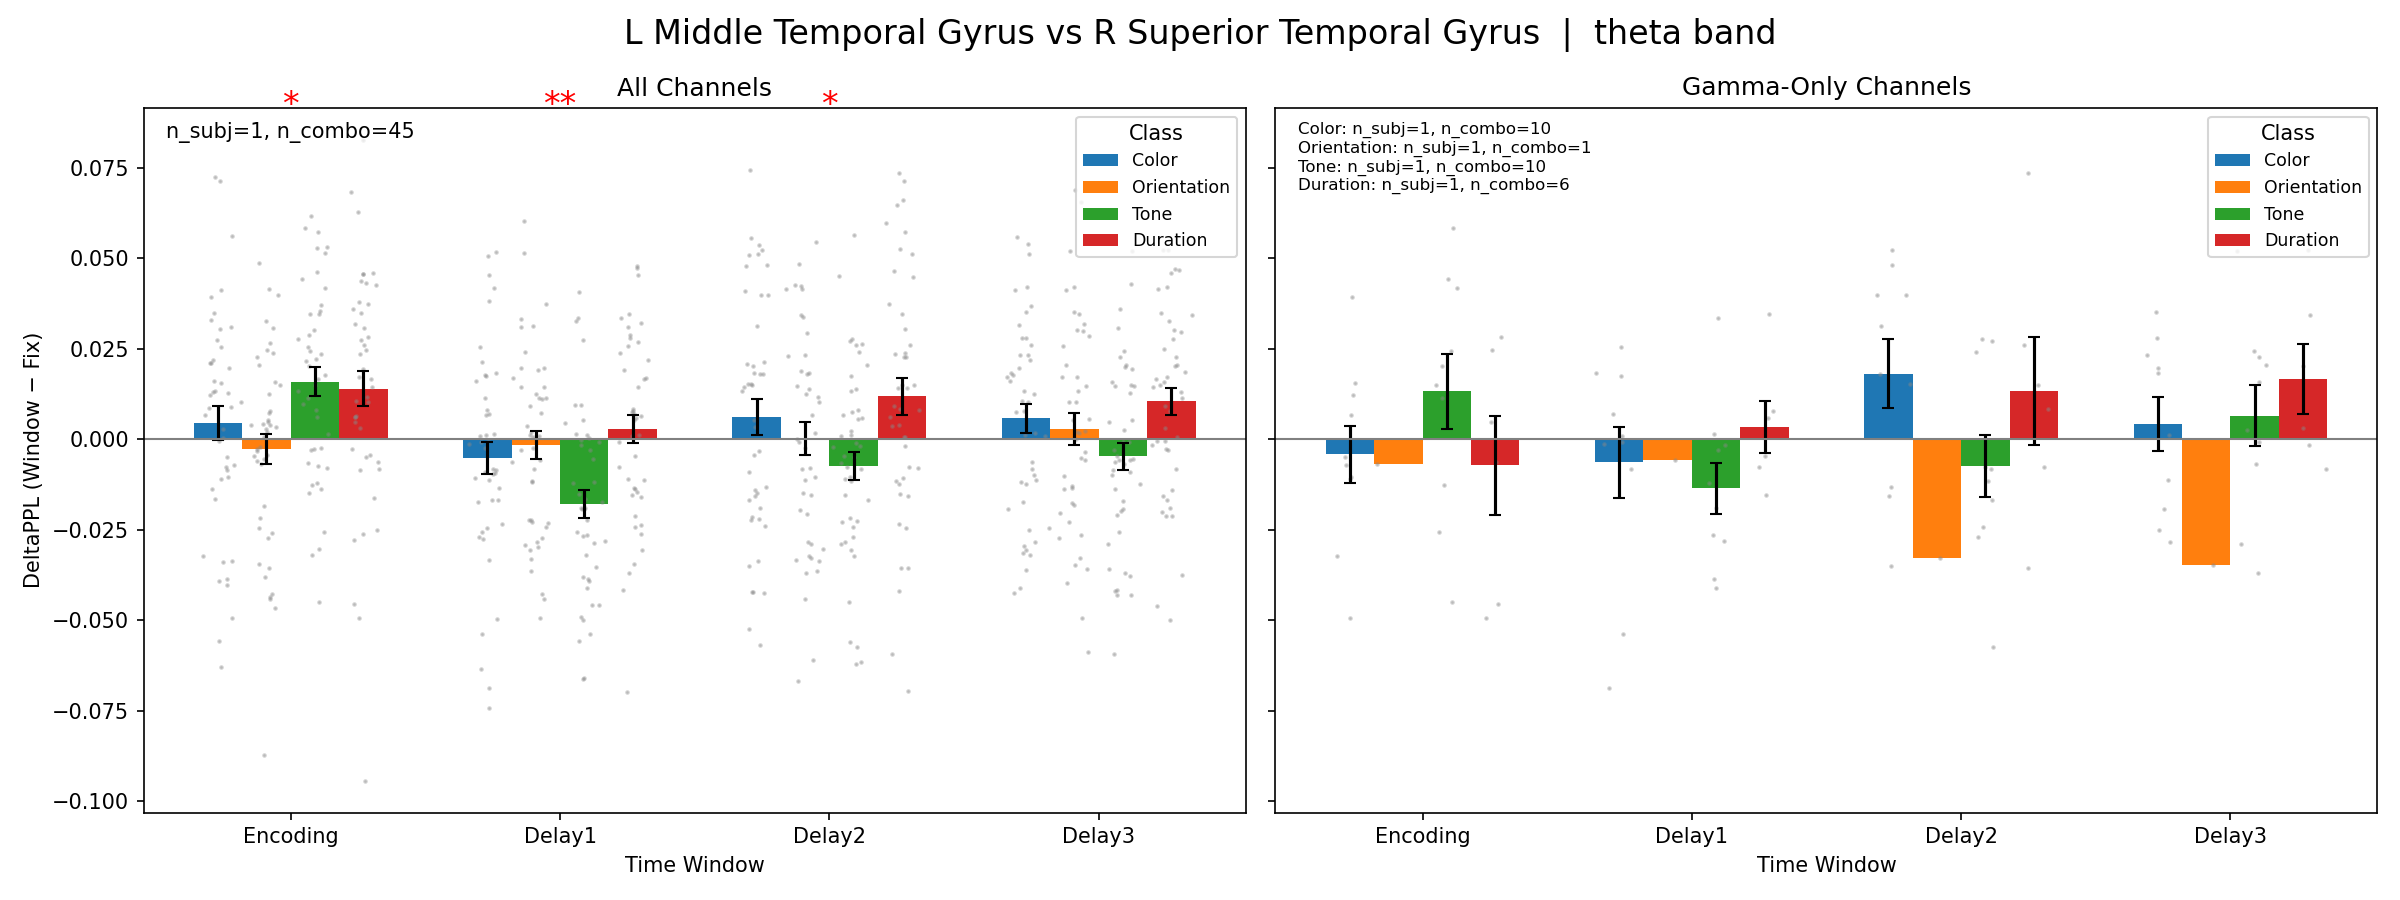 L Middle Temporal Gyrus vs R Superior Temporal Gyrus | theta band
All Channels
* ** *
n_subj=1, n_combo=45
Class
Color
Orientation
Tone
Duration
0.075
0.050
0.025
0.000
−0.025
−0.050
−0.075
−0.100
DeltaPPL (Window − Fix)
Encoding Delay1 Delay2 Delay3
Time Window
Gamma-Only Channels
Color: n_subj=1, n_combo=10
Orientation: n_subj=1, n_combo=1
Tone: n_subj=1, n_combo=10
Duration: n_subj=1, n_combo=6
Class
Color
Orientation
Tone
Duration
Encoding Delay1 Delay2 Delay3
Time Window